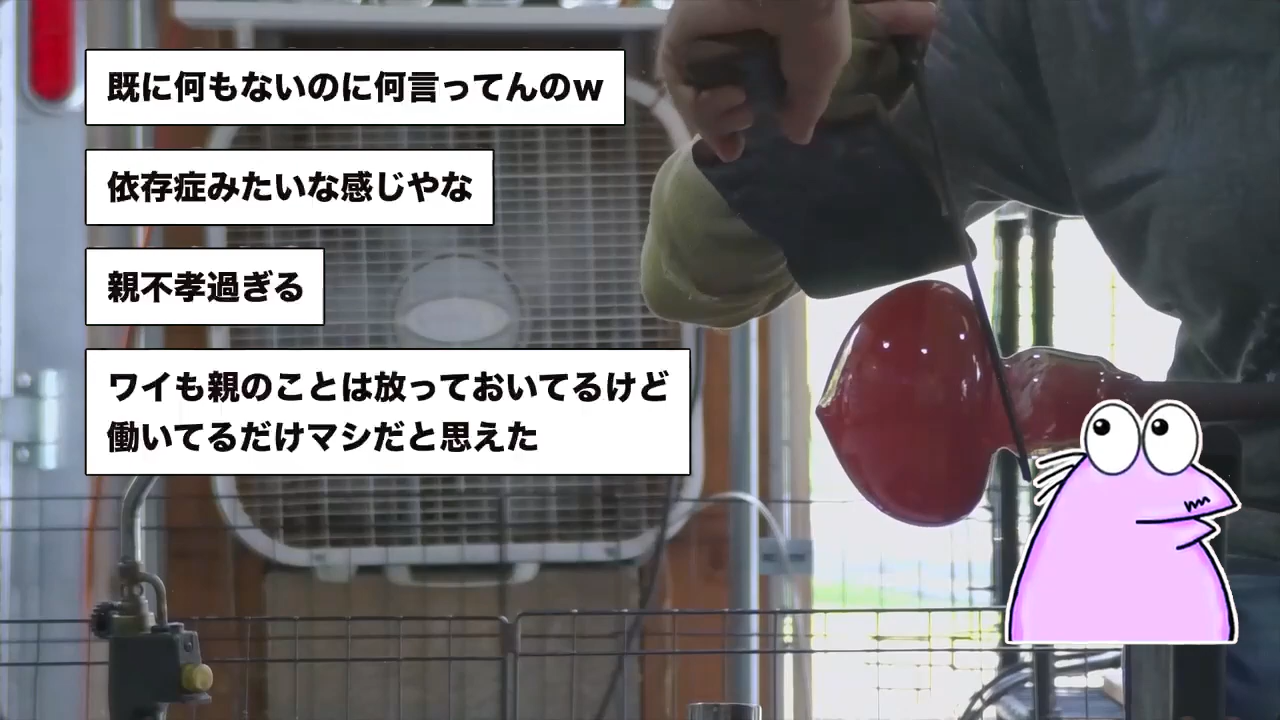 既に何もないのに何言ってんのw
依存症みたいな感じやな
親不孝過ぎる
ワイも親のことは放っておいてるけど
働いてるだけマシだと思えた